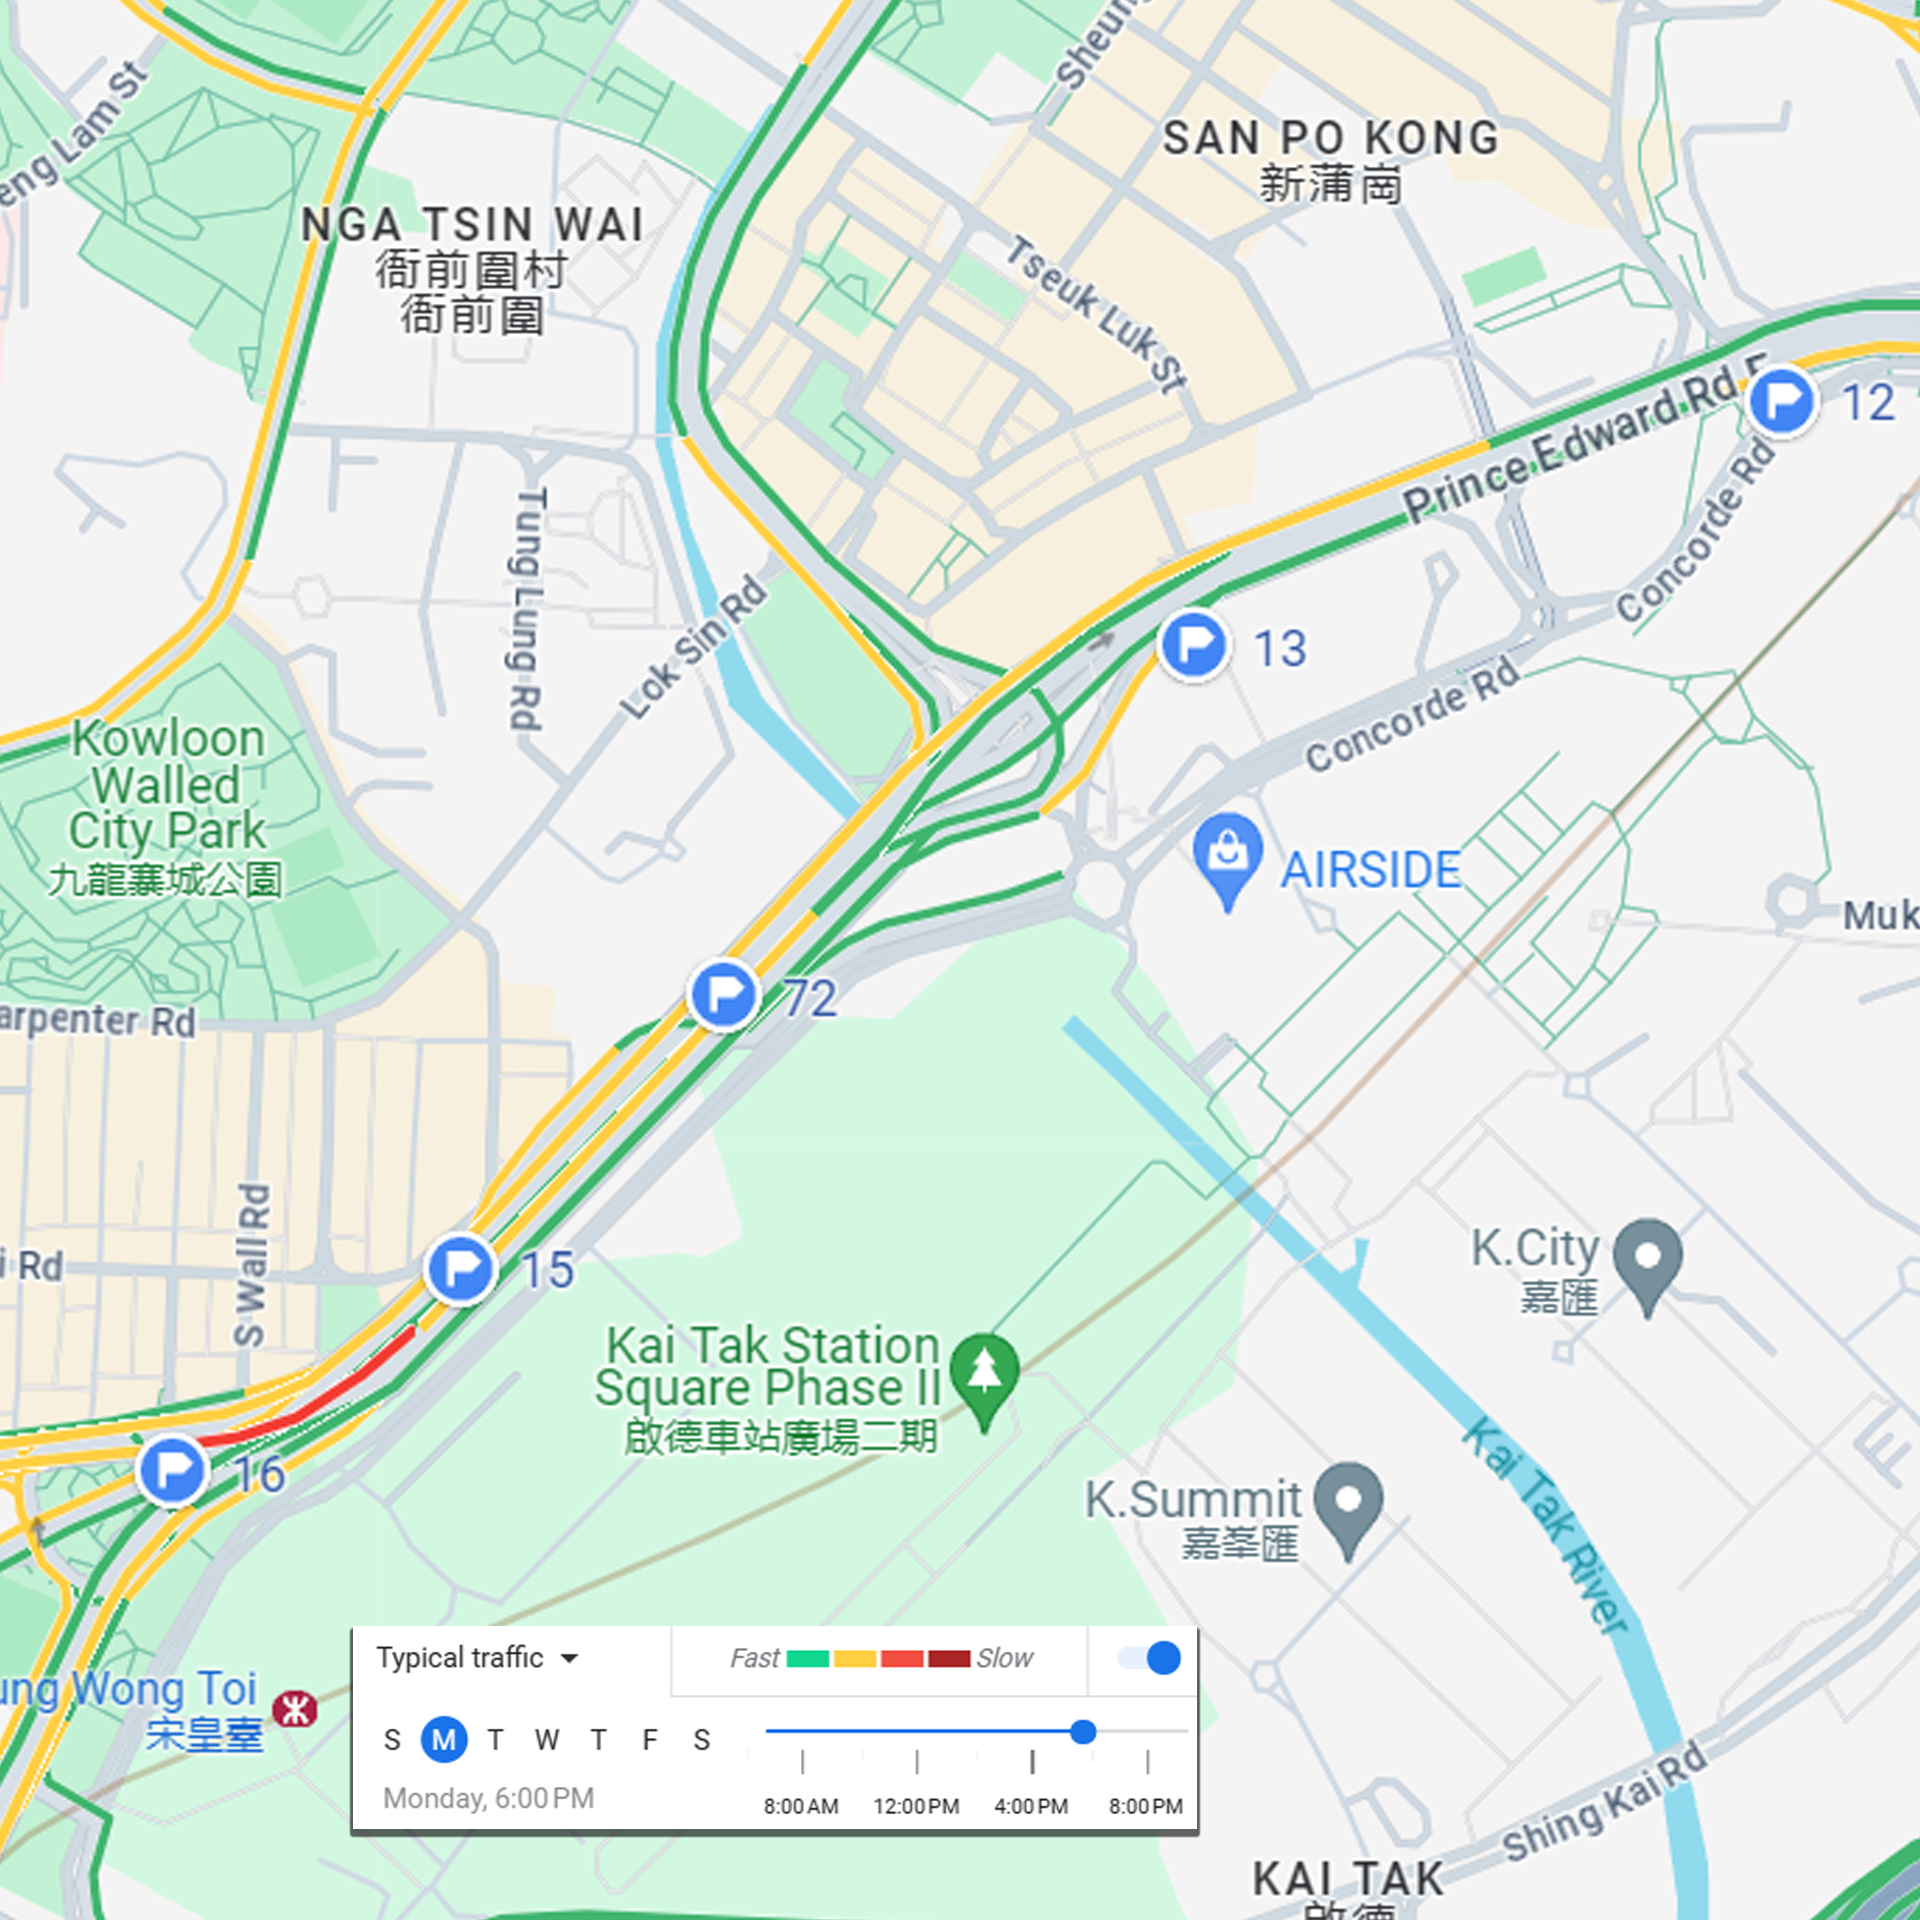 eng Lam St
Sheung
SAN PO KONG
新蒲崗
NGA TSIN WAI
衙前圍村
衙前圍
Tseuk Luk St
Prince Edward Rd E
12
Concorde Rd
Tung Lung Rd
Lok Sin Rd
13
Concorde Rd
Kowloon
Walled
City Park
九龍寨城公園
AIRSIDE
Muk
arpenter Rd
72
S Wall Rd
i Rd
15
K.City
嘉匯
Kai Tak Station
Square Phase II
啟德車站廣場二期
16
K.Summit
嘉峯匯
Kai Tak River
ung Wong Toi
宋皇臺
Typical traffic
Fast
Slow
S M T W T F S
Monday, 6:00 PM
8:00 AM 12:00 PM 4:00 PM 8:00 PM
Shing Kai Rd
KAI TAK
啟德